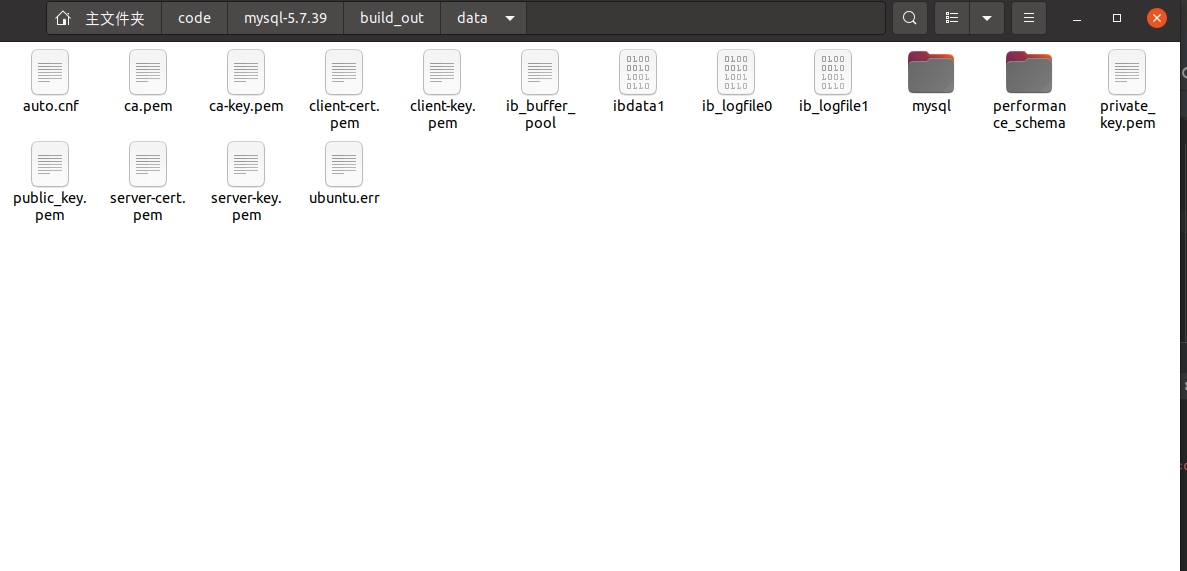 主文件夹 code mysql-5.7.39 build_out data
auto.cnf ca.pem ca-key.pem client-cert.pem client-key.pem ib_buffer_pool ibdata1 ib_logfile0 ib_logfile1 mysql performance_schema private_key.pem
public_key.pem server-cert.pem server-key.pem ubuntu.err